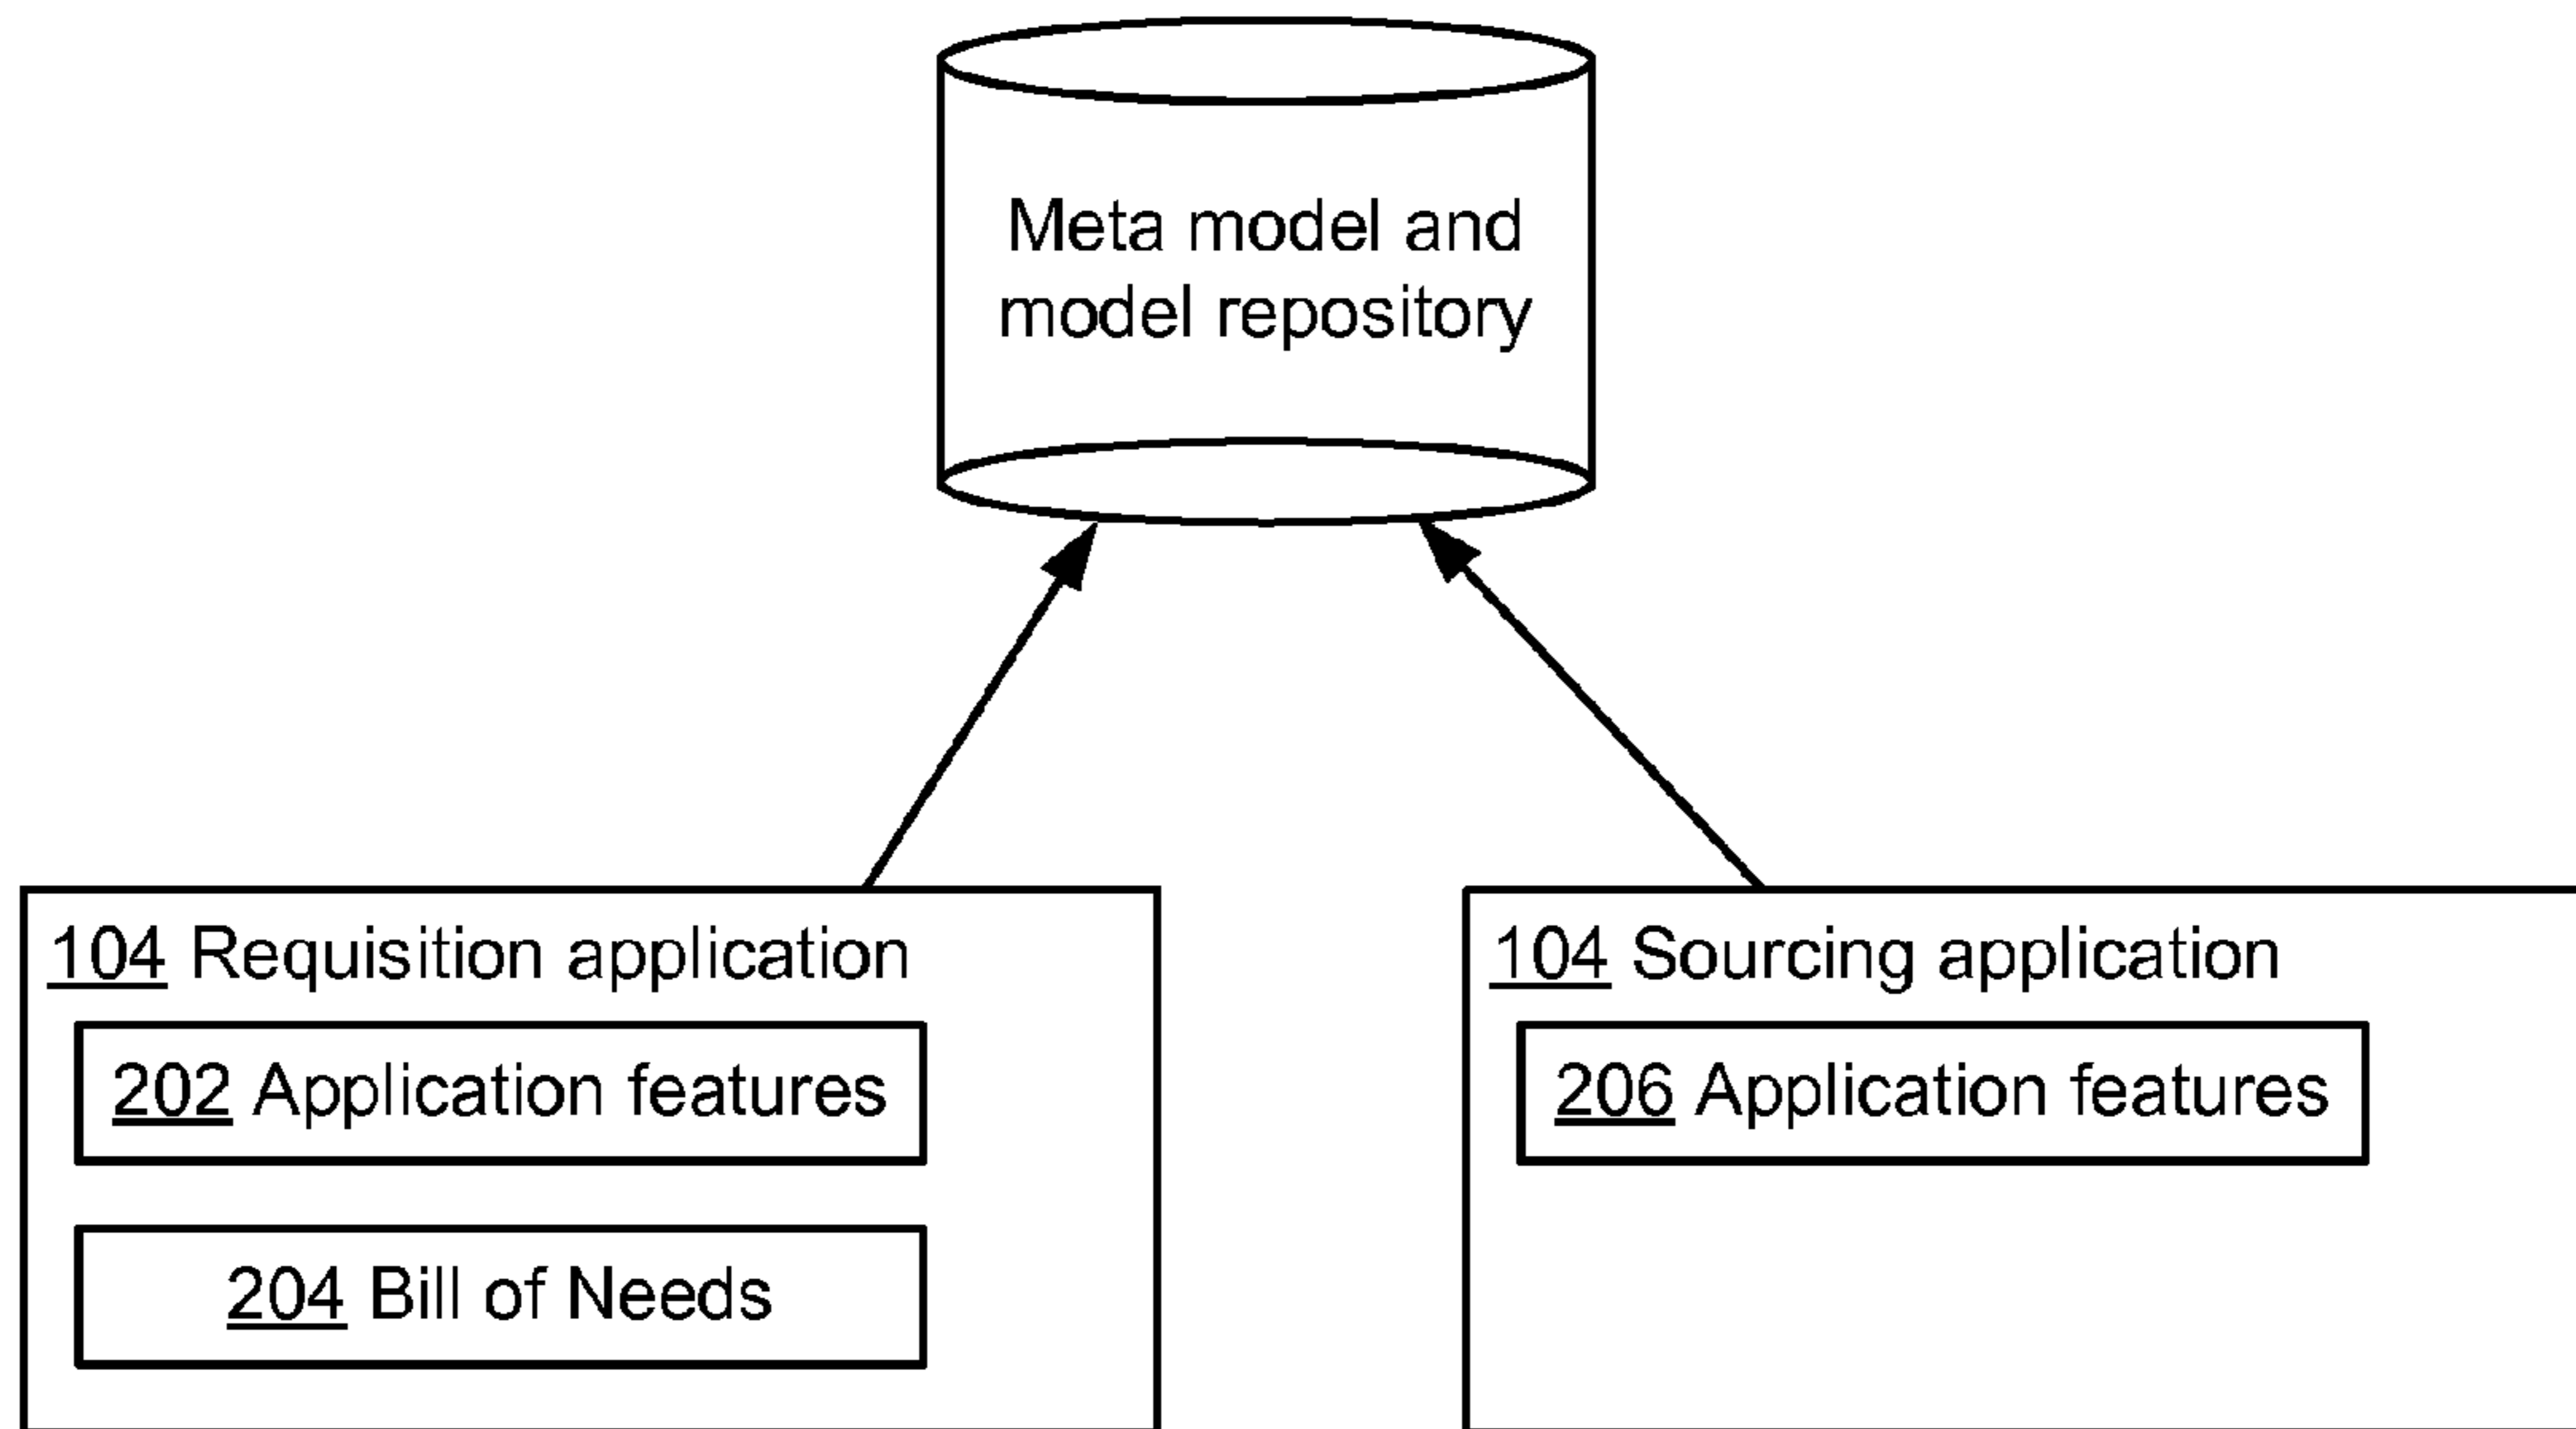 Meta model and
model repository
104 Requisition application
202 Application features
204 Bill of Needs
104 Sourcing application
206 Application features